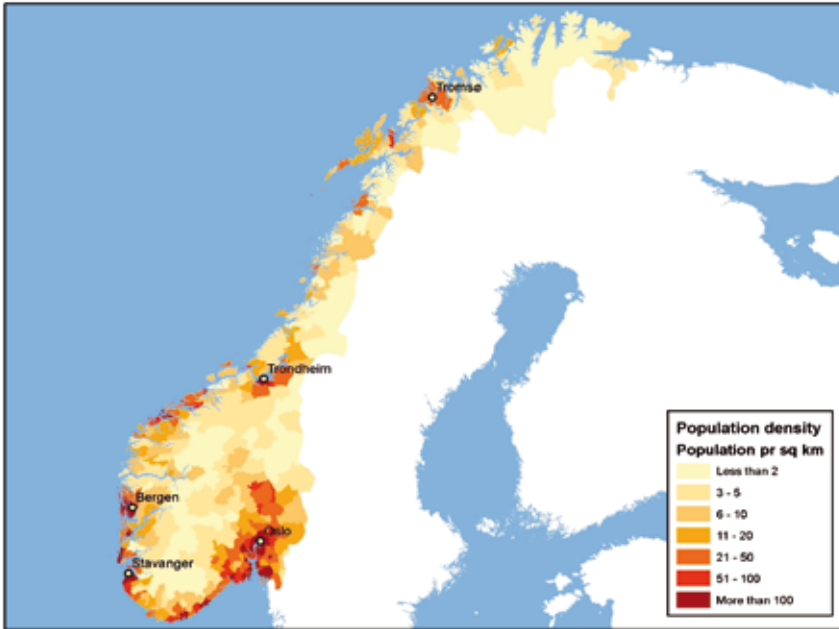 Tromsø
Trondheim
Bergen
Oslo
Stavanger
Population density
Population pr sq km
Less than 2
3 - 5
6 - 10
11 - 20
21 - 50
51 - 100
More than 100